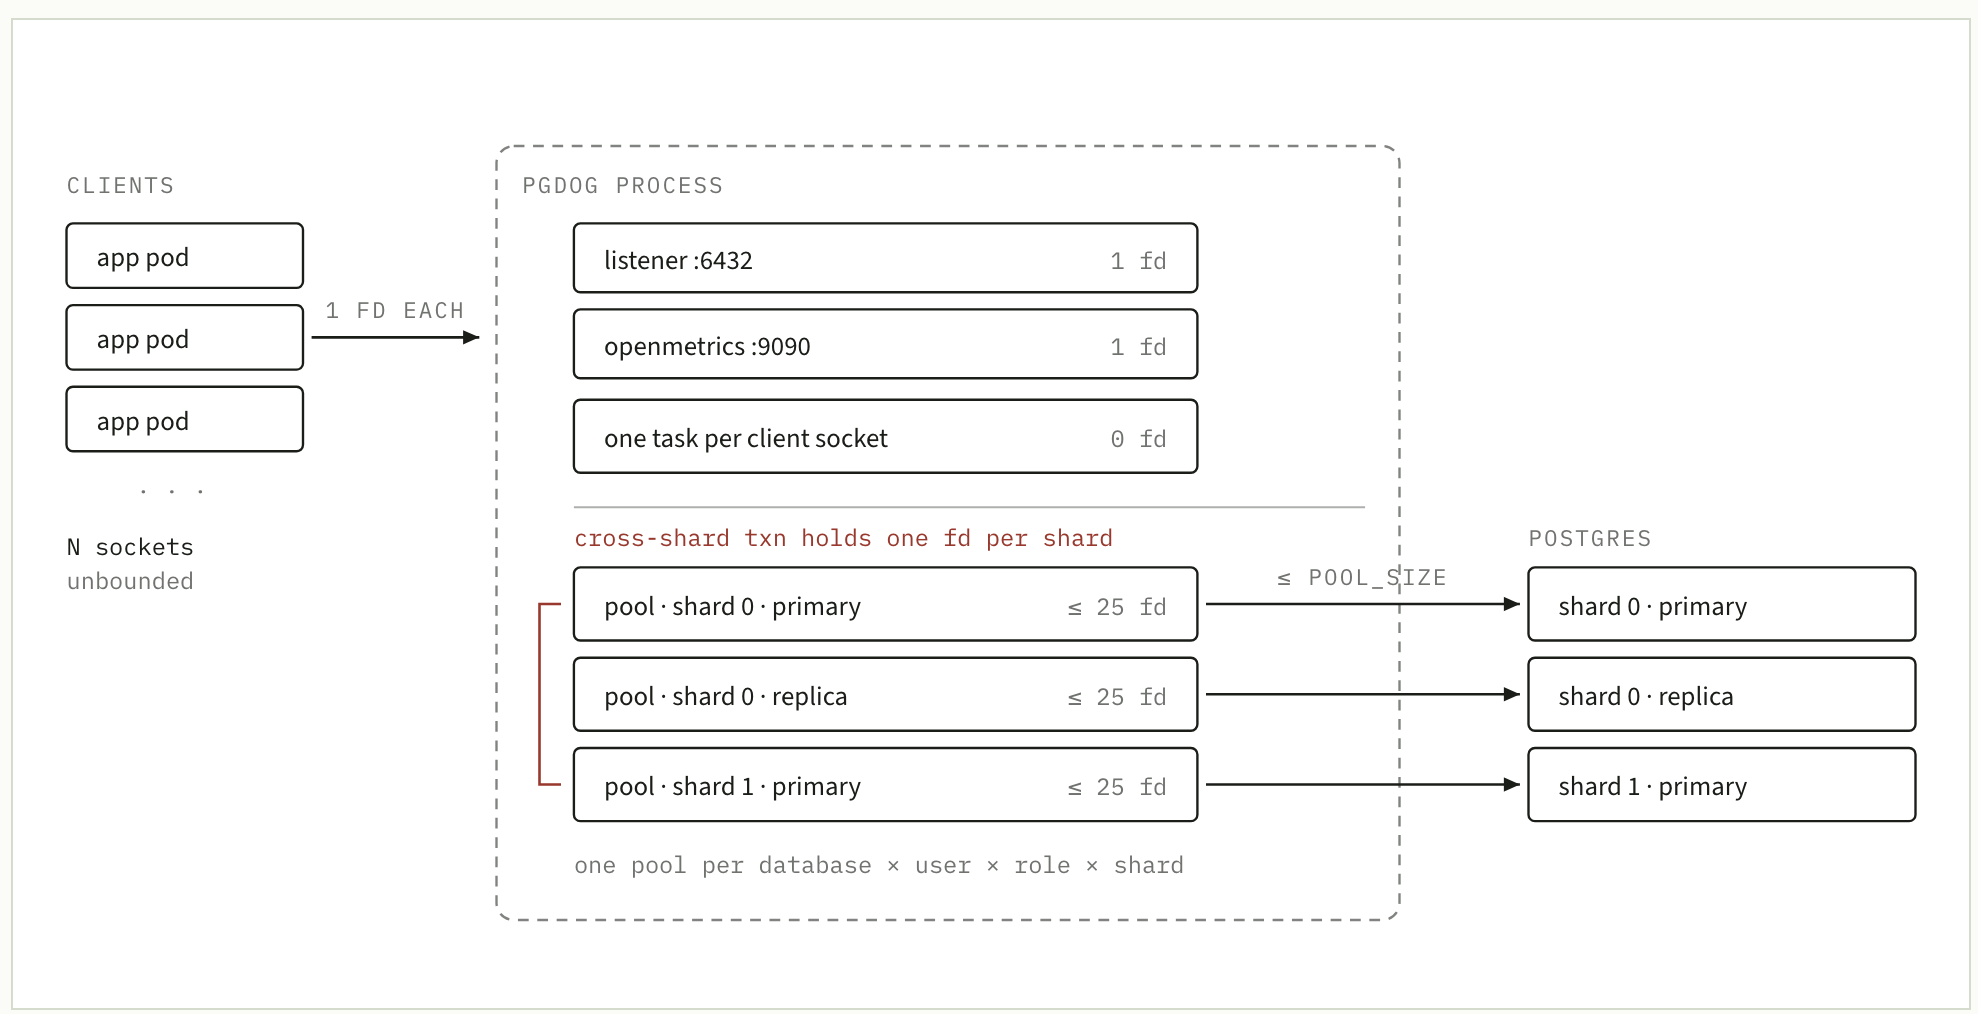 CLIENTS
app pod
app pod
app pod
. . .
N sockets
unbounded
1 FD EACH
PGDOG PROCESS
listener :6432 1 fd
openmetrics :9090 1 fd
one task per client socket 0 fd
cross-shard txn holds one fd per shard
pool · shard 0 · primary ≤ 25 fd
pool · shard 0 · replica ≤ 25 fd
pool · shard 1 · primary ≤ 25 fd
one pool per database × user × role × shard
≤ POOL_SIZE
POSTGRES
shard 0 · primary
shard 0 · replica
shard 1 · primary